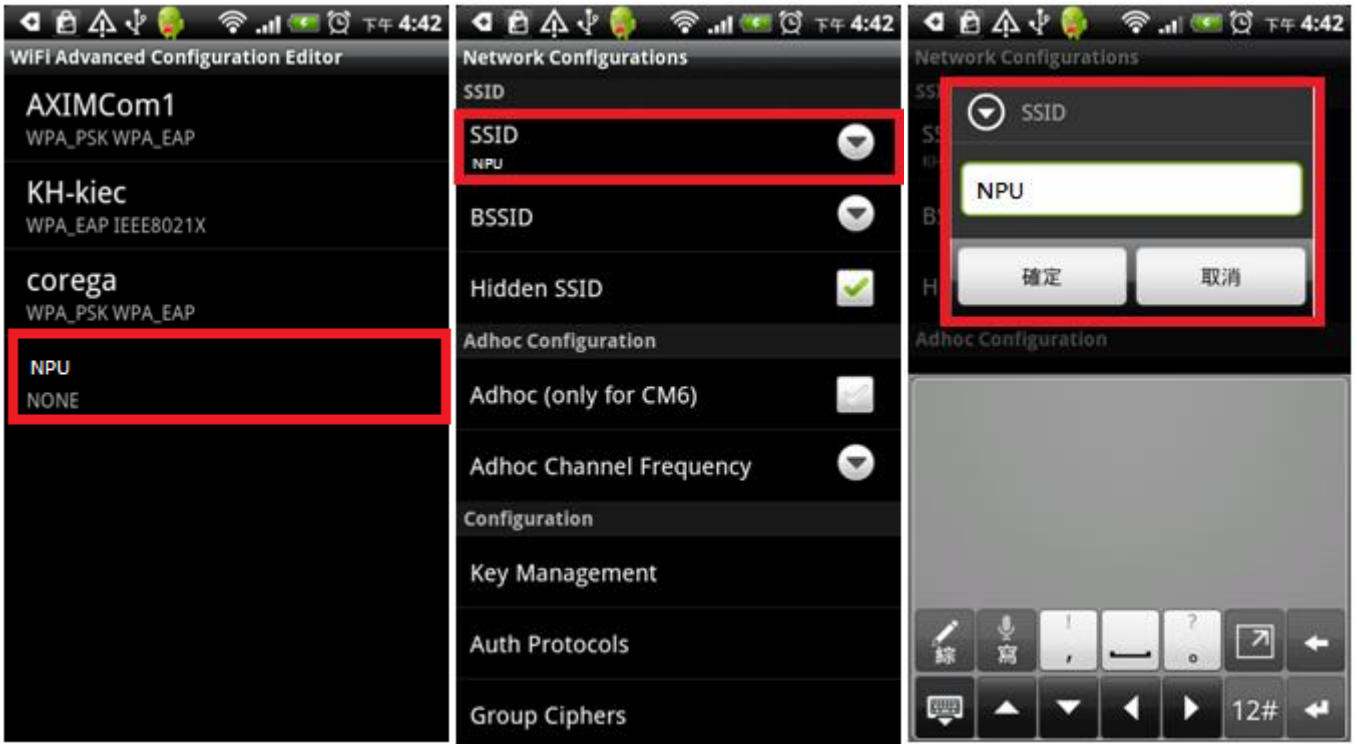 下午 4:42
WiFi Advanced Configuration Editor
AXIMCom1
WPA_PSK WPA_EAP
KH-kiec
WPA_EAP IEEE8021X
corega
WPA_PSK WPA_EAP
NPU
NONE
下午 4:42
Network Configurations
SSID
SSID
NPU
BSSID
Hidden SSID
Adhoc Configuration
Adhoc (only for CM6)
Adhoc Channel Frequency
Configuration
Key Management
Auth Protocols
Group Ciphers
下午 4:42
Network Configurations
SSID
NPU
確定 取消
Adhoc Configuration
! ?
綜 寫 , 。
12#